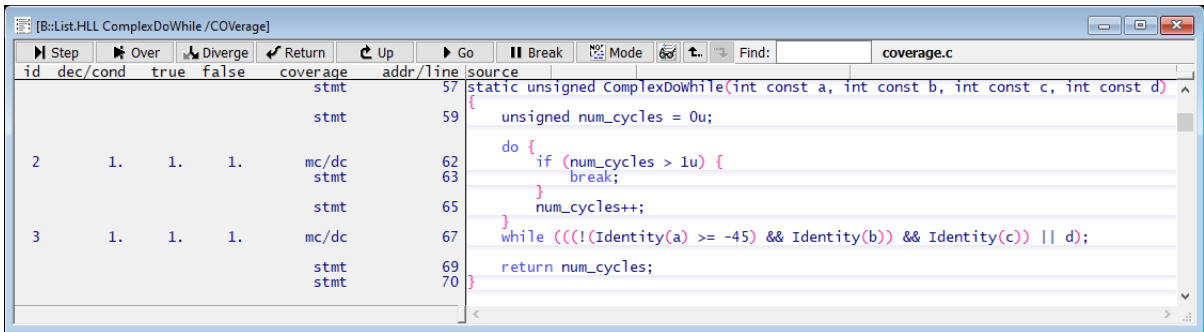 [B::List.HLL ComplexDoWhile /COVerage]
Step Over Diverge Return Up Go Break Mode Find: coverage.c
id dec/cond true false coverage addr/line source
stmt 57 static unsigned ComplexDoWhile(int const a, int const b, int const c, int const d)
{
stmt 59 unsigned num_cycles = 0u;
do {
2 1. 1. 1. mc/dc 62 if (num_cycles > 1u) {
stmt 63 break;
}
stmt 65 num_cycles++;
}
3 1. 1. 1. mc/dc 67 while (((!(Identity(a) >= -45) && Identity(b)) && Identity(c)) || d);
stmt 69 return num_cycles;
stmt 70 }